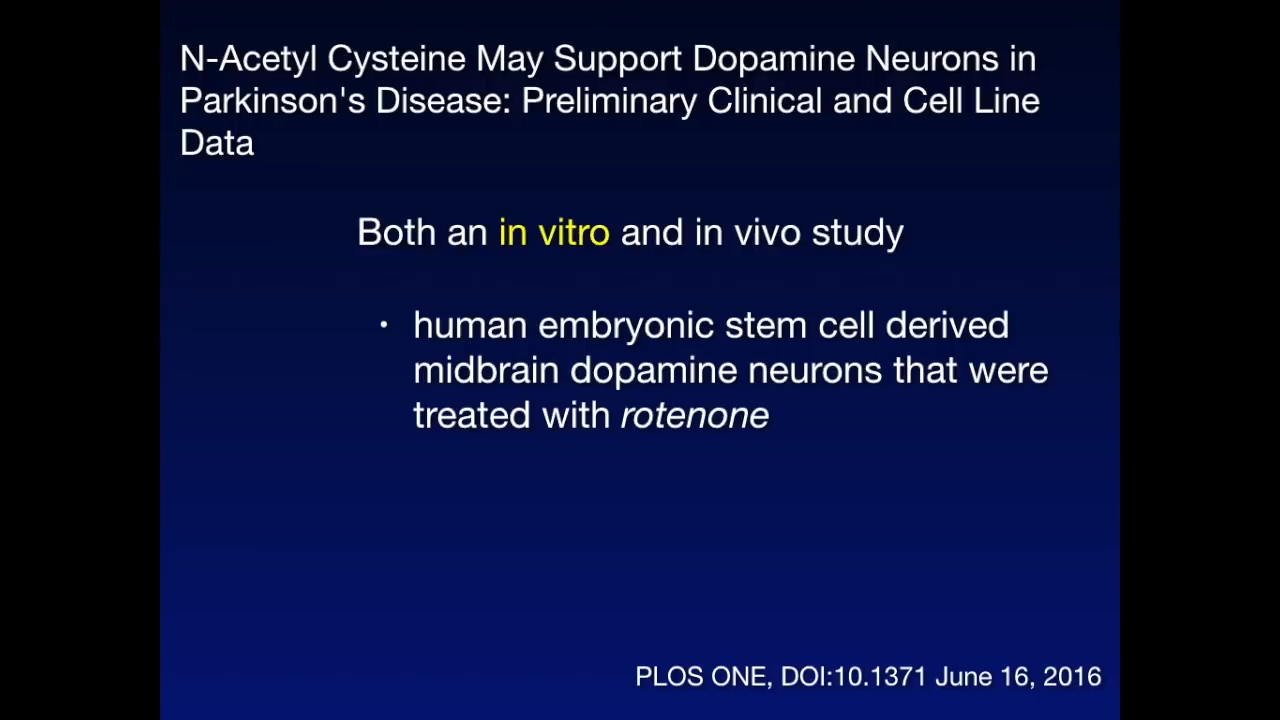 N-Acetyl Cysteine May Support Dopamine Neurons in
Parkinson's Disease: Preliminary Clinical and Cell Line
Data
Both an in vitro and in vivo study
• human embryonic stem cell derived
midbrain dopamine neurons that were
treated with rotenone
PLOS ONE, DOI:10.1371 June 16, 2016